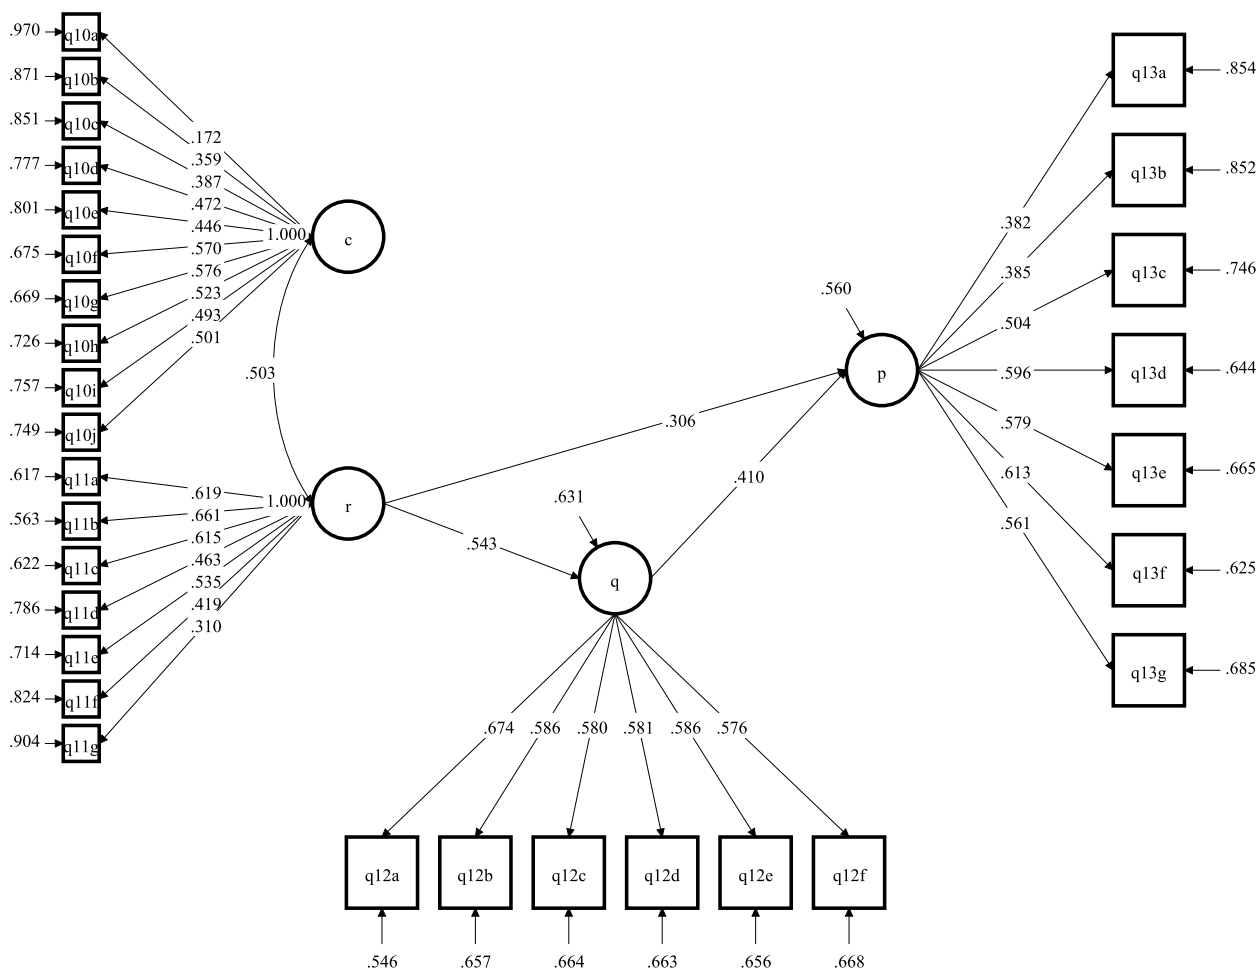 .970 q10a
.871 q10b
.851 q10c
.777 q10d
.801 q10e
.675 q10f
.669 q10g
.726 q10h
.757 q10i
.749 q10j
.617 q11a
.563 q11b
.622 q11c
.786 q11d
.714 q11e
.824 q11f
.904 q11g
.172
.359
.387
.472
.446
.570
.576
.523
.493
.501
1.000 c
.503
.619
.661
.615
.463
.535
.419
.310
1.000 r
.306
.543
.631
q
.410
.560
p
.382
.385
.504
.596
.579
.613
.561
q13a .854
q13b .852
q13c .746
q13d .644
q13e .665
q13f .625
q13g .685
.674 .586 .580 .581 .586 .576
q12a q12b q12c q12d q12e q12f
.546 .657 .664 .663 .656 .668